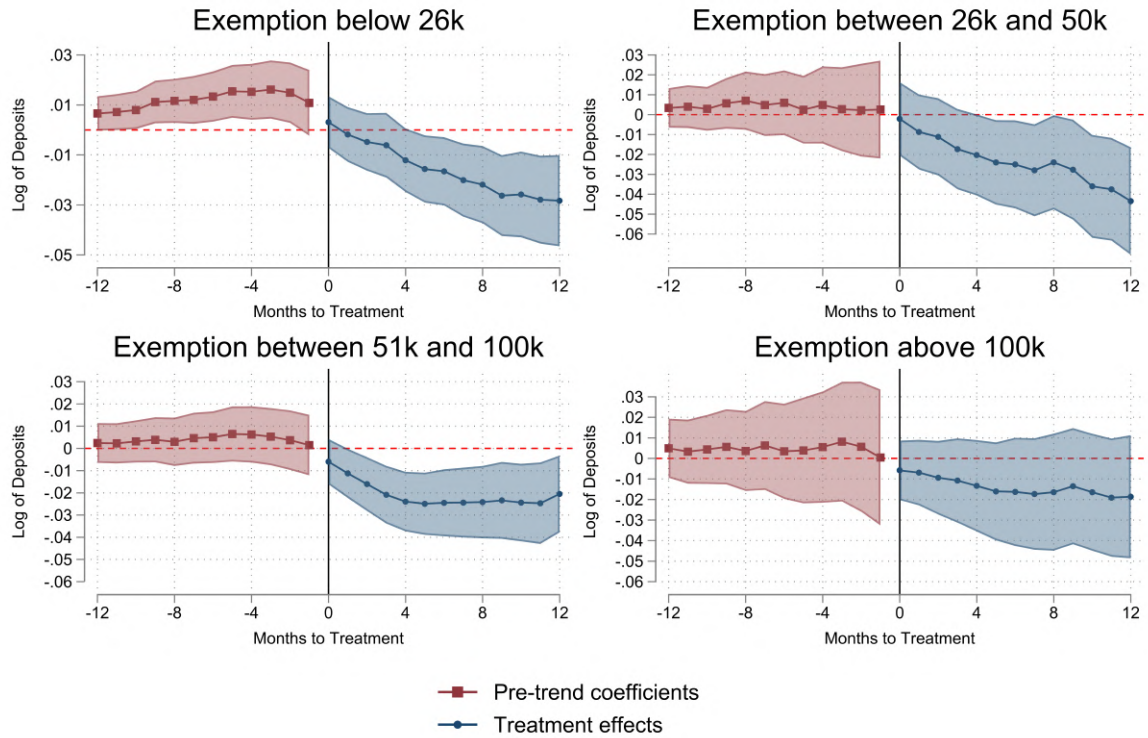 Exemption below 26k
Log of Deposits
.03
.01
-.01
-.03
-.05
-12 -8 -4 0 4 8 12
Months to Treatment
Exemption between 26k and 50k
Log of Deposits
.03
.02
.01
0
-.01
-.02
-.03
-.04
-.05
-.06
-12 -8 -4 0 4 8 12
Months to Treatment
Exemption between 51k and 100k
Log of Deposits
.03
.02
.01
0
-.01
-.02
-.03
-.04
-.05
-.06
-12 -8 -4 0 4 8 12
Months to Treatment
Exemption above 100k
Log of Deposits
.03
.02
.01
0
-.01
-.02
-.03
-.04
-.05
-.06
-12 -8 -4 0 4 8 12
Months to Treatment
Pre-trend coefficients
Treatment effects